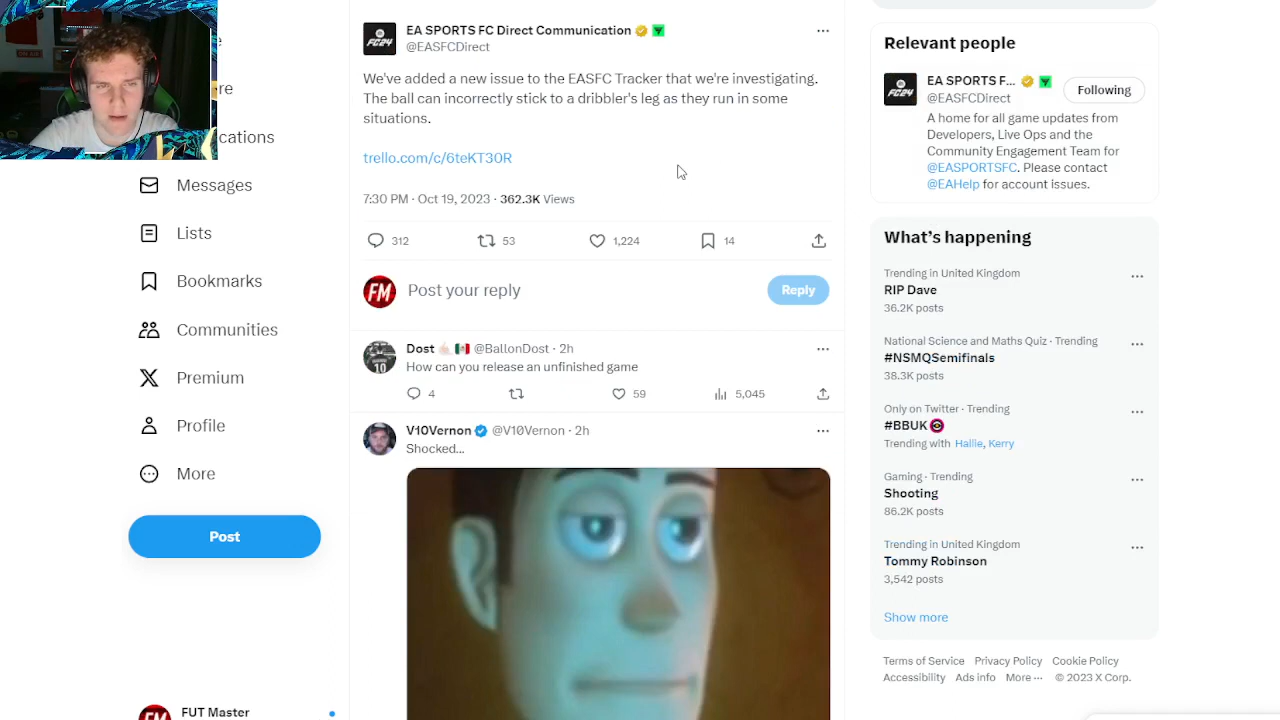 re
cations
Messages
Lists
Bookmarks
Communities
Premium
Profile
More
Post
FUT Master
FM
FC24
EA SPORTS FC Direct Communication
@EASFCDirect
We've added a new issue to the EASFC Tracker that we're investigating.
The ball can incorrectly stick to a dribbler's leg as they run in some
situations.
trello.com/c/6teKT3OR
7:30 PM · Oct 19, 2023 · 362.3K Views
312 53 1,224 14
FM Post your reply Reply
Dost @BallonDost · 2h
How can you release an unfinished game
4 59 5,045
V10Vernon @V10Vernon · 2h
Shocked...
Relevant people
FC24
EA SPORTS F...
@EASFCDirect
Following
A home for all game updates from
Developers, Live Ops and the
Community Engagement Team for
@EASPORTSFC. Please contact
@EAHelp for account issues.
What's happening
Trending in United Kingdom
RIP Dave
36.2K posts
National Science and Maths Quiz · Trending
#NSMQSemifinals
38.3K posts
Only on Twitter · Trending
#BBUK
Trending with Hallie, Kerry
Gaming · Trending
Shooting
86.2K posts
Trending in United Kingdom
Tommy Robinson
3,542 posts
Show more
Terms of Service Privacy Policy Cookie Policy
Accessibility Ads info More ··· © 2023 X Corp.